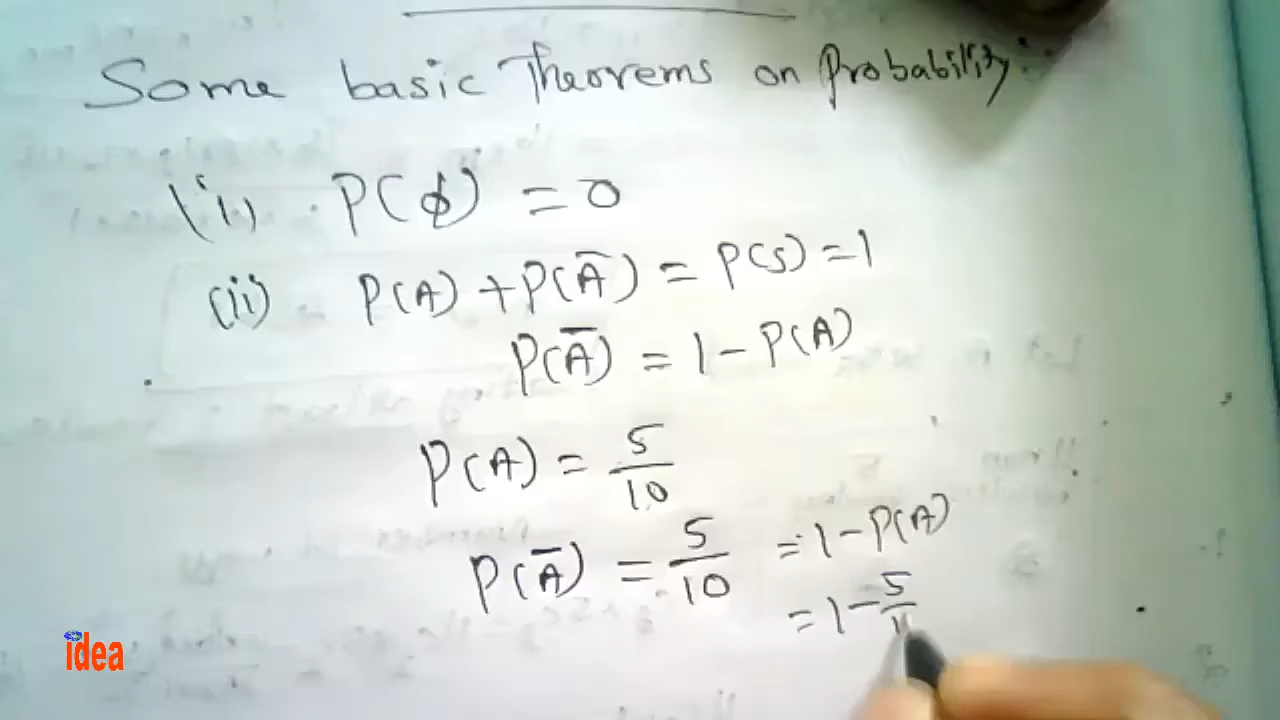 Some basic Theorems on Probability:
(i) P(ϕ) = 0
(ii) P(A) + P(Ā) = P(S) = 1
P(Ā) = 1 - P(A)
P(A) = 5/10
P(Ā) = 5/10 = 1 - P(A)
= 1 - 5/1
idea